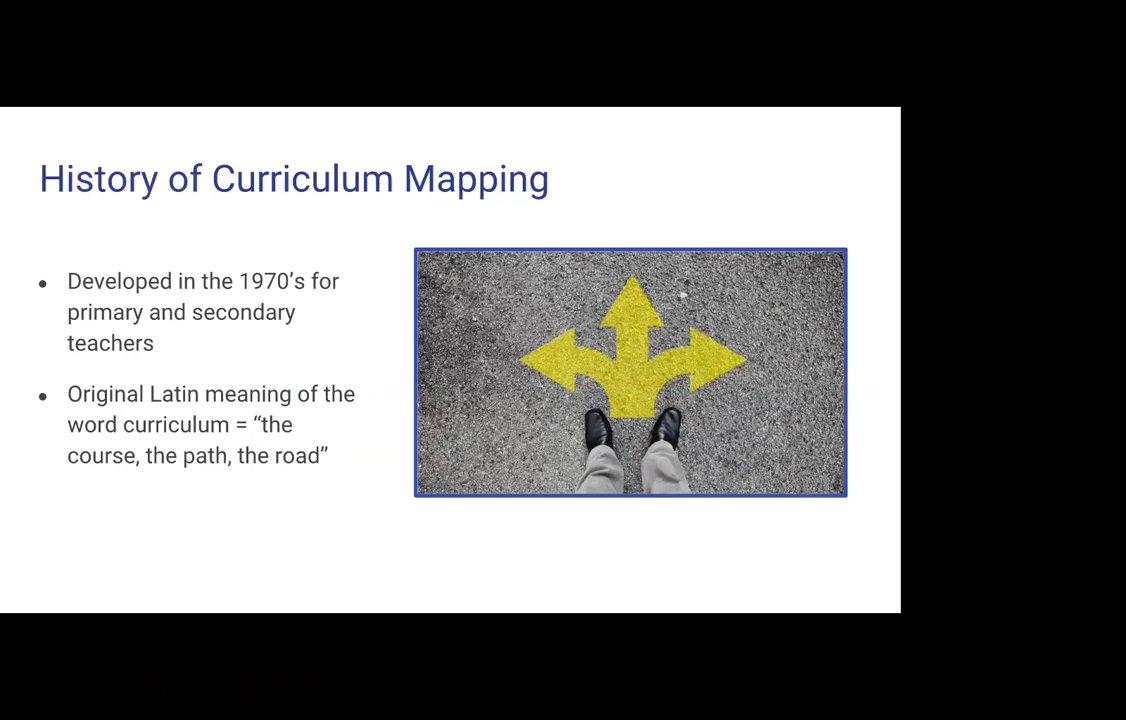 History of Curriculum Mapping
• Developed in the 1970’s for
primary and secondary
teachers
• Original Latin meaning of the
word curriculum = “the
course, the path, the road”